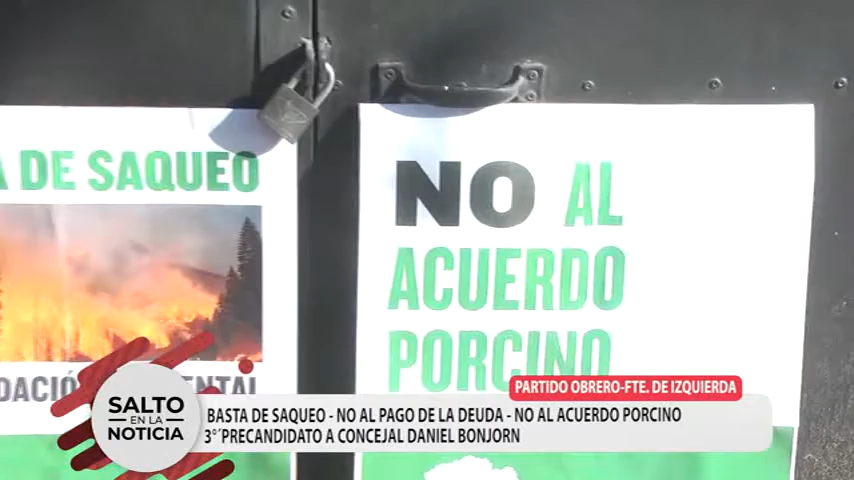 DE SAQUEO
DACIÓ
ENTAL
NO AL
ACUERDO
PORCINO
PARTIDO OBRERO-FTE. DE IZQUIERDA
SALTO
EN LA
NOTICIA
BASTA DE SAQUEO - NO AL PAGO DE LA DEUDA - NO AL ACUERDO PORCINO
3°´PRECANDIDATO A CONCEJAL DANIEL BONJORN